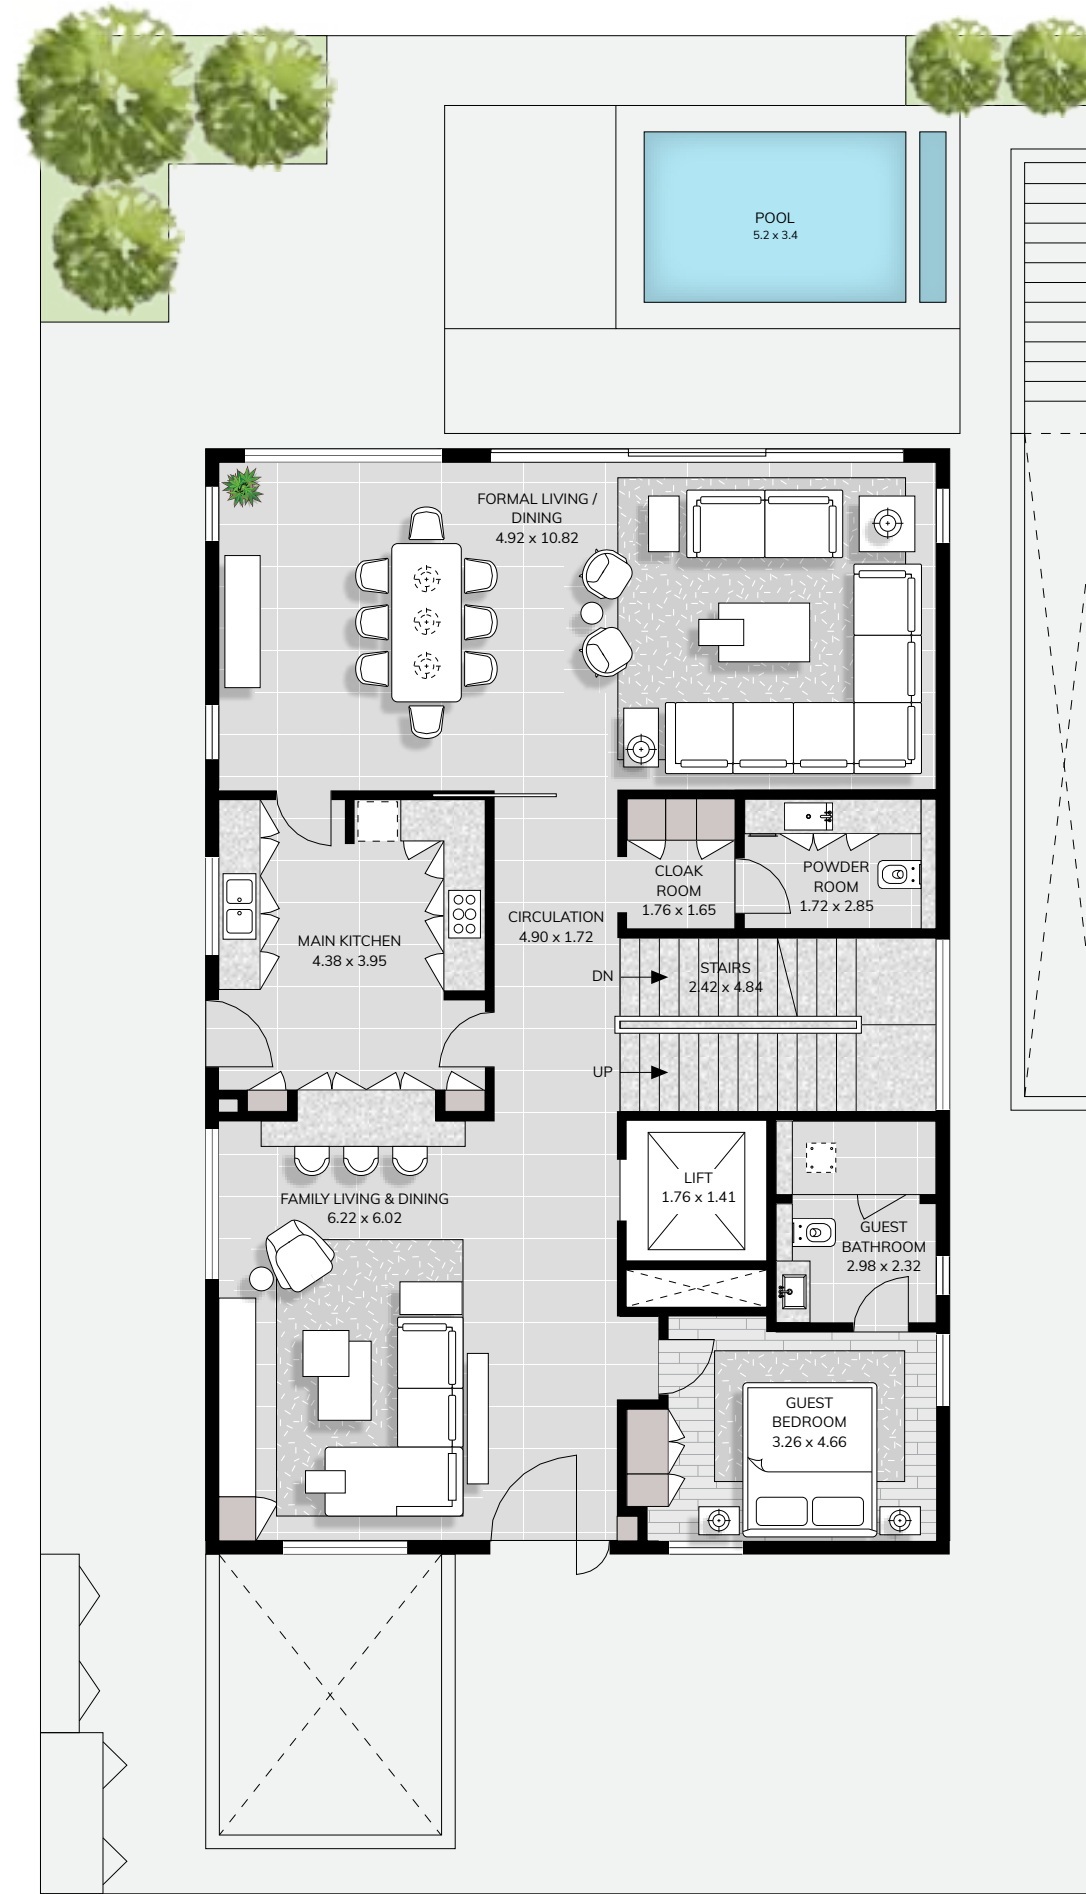 POOL
5.2 x 3.4
FORMAL LIVING /
DINING
4.92 x 10.82
CLOAK
ROOM
1.76 x 1.65
POWDER
ROOM
1.72 x 2.85
CIRCULATION
4.90 x 1.72
MAIN KITCHEN
4.38 x 3.95
DN
STAIRS
2.42 x 4.84
UP
LIFT
1.76 x 1.41
FAMILY LIVING & DINING
6.22 x 6.02
GUEST
BATHROOM
2.98 x 2.32
GUEST
BEDROOM
3.26 x 4.66